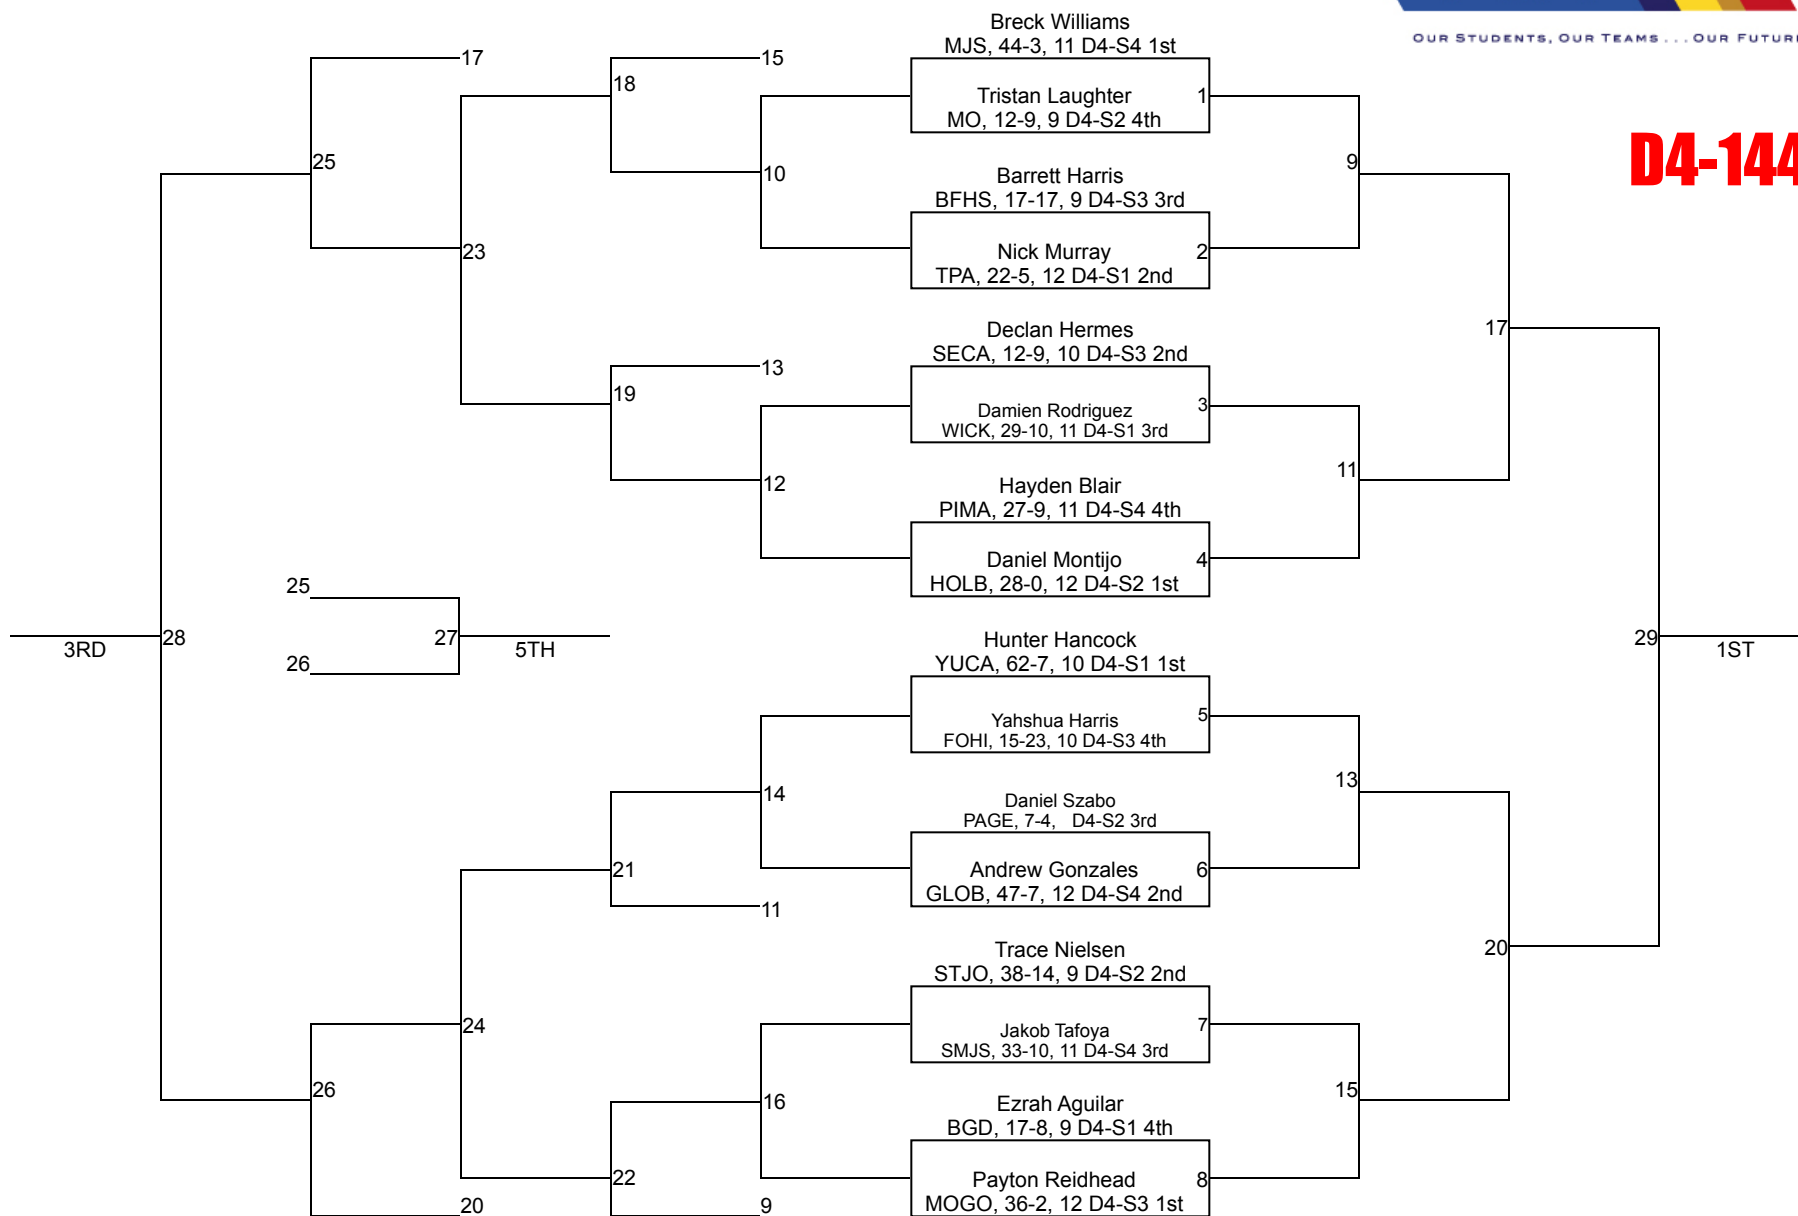 OUR STUDENTS, OUR TEAMS...OUR FUTURE
D4-144
Breck Williams
MJS, 44-3, 11 D4-S4 1st
17
15
18
Tristan Laughter
1
MO, 12-9, 9 D4-S2 4th
25
9
10
Barrett Harris
BFHS, 17-17, 9 D4-S3 3rd
23
Nick Murray
2
TPA, 22-5, 12 D4-S1 2nd
Declan Hermes
17
SECA, 12-9, 10 D4-S3 2nd
13
19
Damien Rodriguez
3
WICK, 29-10, 11 D4-S1 3rd
12
11
Hayden Blair
PIMA, 27-9, 11 D4-S4 4th
Daniel Montijo
4
HOLB, 28-0, 12 D4-S2 1st
25
3RD
28
27
5TH
26
Hunter Hancock
29
1ST
YUCA, 62-7, 10 D4-S1 1st
Yahshua Harris
5
FOHI, 15-23, 10 D4-S3 4th
14
13
Daniel Szabo
PAGE, 7-4, D4-S2 3rd
21
Andrew Gonzales
6
GLOB, 47-7, 12 D4-S4 2nd
11
Trace Nielsen
20
STJO, 38-14, 9 D4-S2 2nd
24
Jakob Tafoya
7
SMJS, 33-10, 11 D4-S4 3rd
26
16
15
Ezrah Aguilar
BGD, 17-8, 9 D4-S1 4th
22
Payton Reidhead
8
MOGO, 36-2, 12 D4-S3 1st
20
9